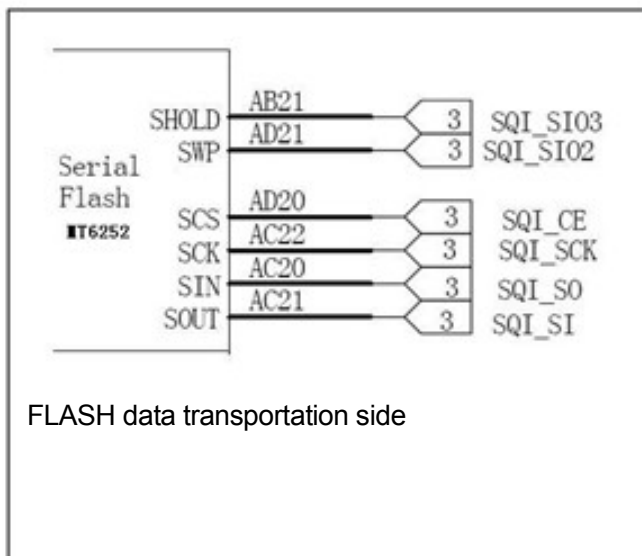 SHOLD AB21 3 SQI_SIO3
SWP AD21 3 SQI_SIO2
Serial
Flash
MT6252
SCS AD20 3 SQI_CE
SCK AC22 3 SQI_SCK
SIN AC20 3 SQI_SO
SOUT AC21 3 SQI_SI
FLASH data transportation side